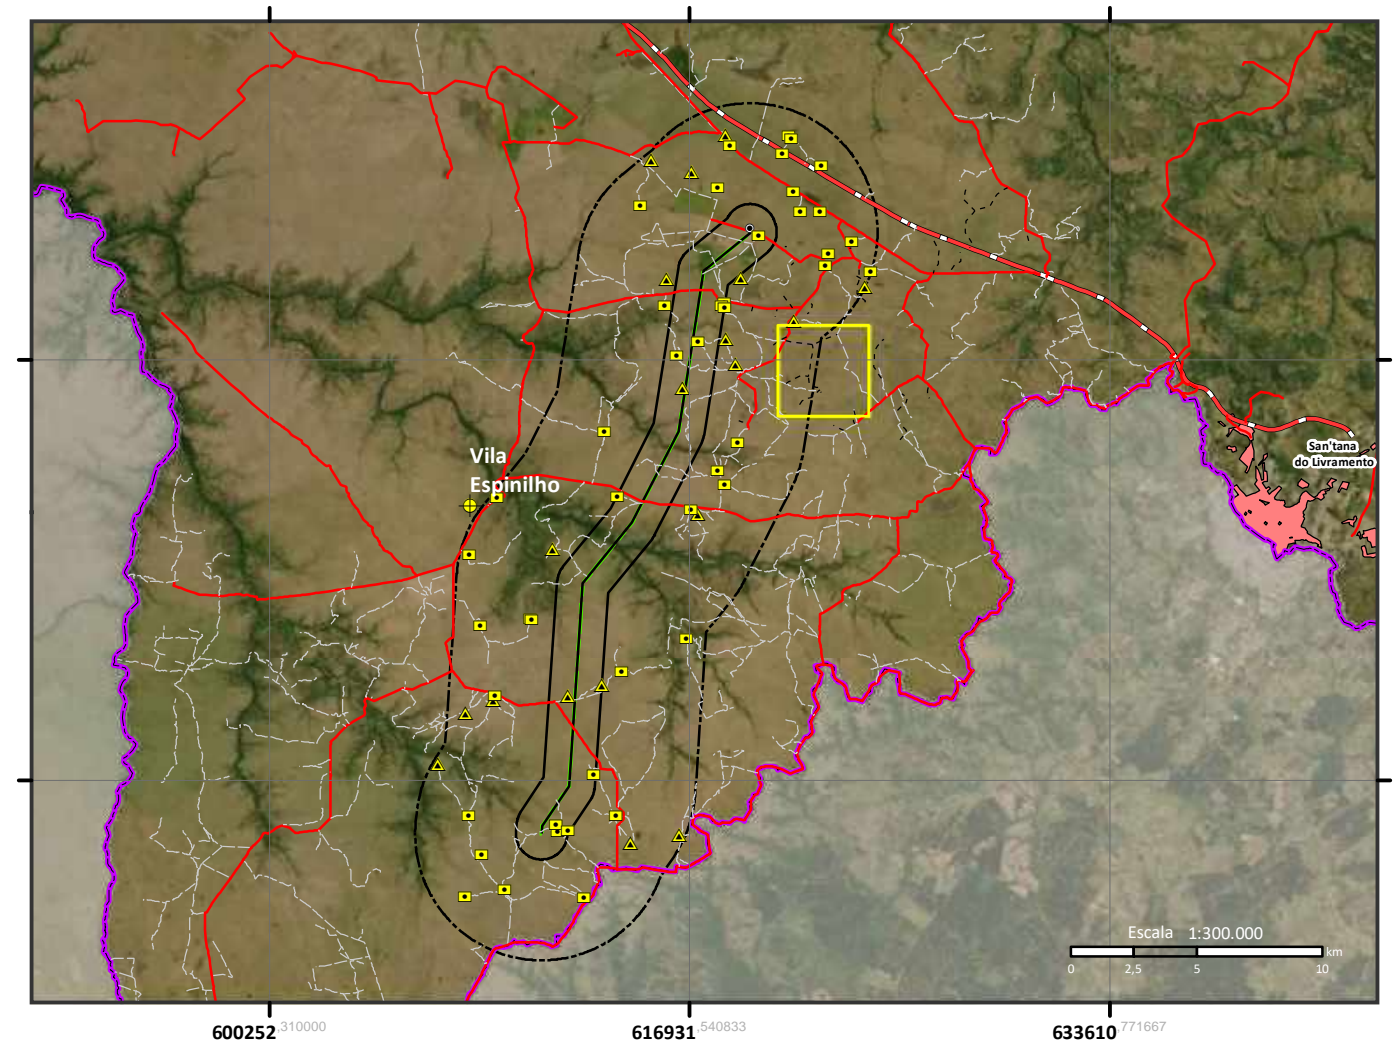 Vila
Espinilho
San'tana
do Livramento
Escala 1:300.000
km
0 2,5 5 10
600252,310000 616931,540833 633610,771667